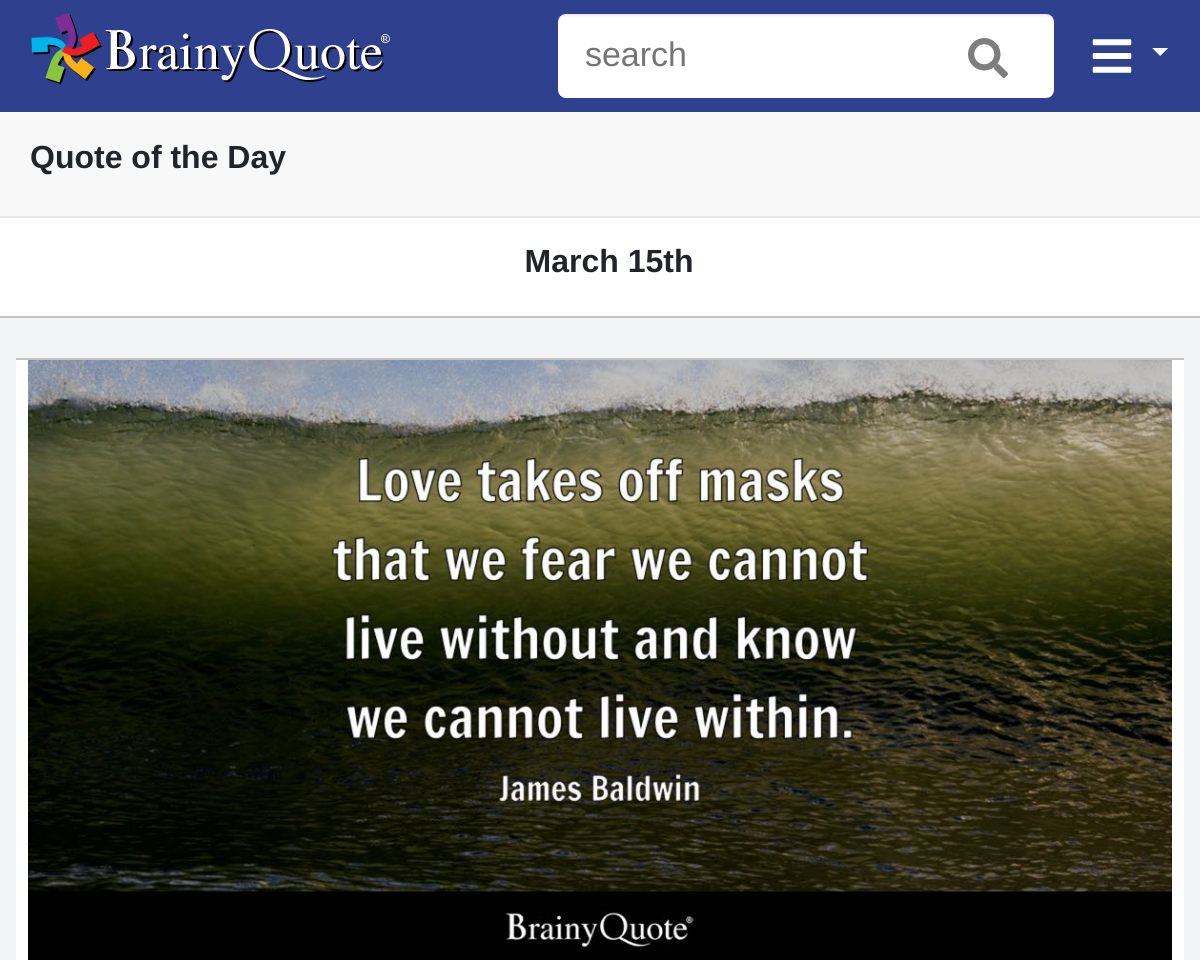 BrainyQuote®
search
Quote of the Day
March 15th
Love takes off masks
that we fear we cannot
live without and know
we cannot live within.
James Baldwin
BrainyQuote®